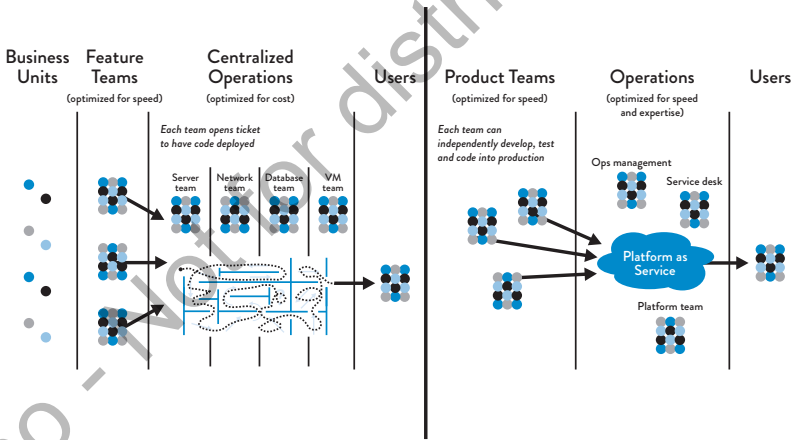 Business
Units
Feature
Teams
(optimized for speed)
Centralized
Operations
(optimized for cost)
Users
Each team opens ticket
to have code deployed
Server
team
Network
team
Database
team
VM
team
Product Teams
(optimized for speed)
Operations
(optimized for speed
and expertise)
Users
Each team can
independently develop, test
and code into production
Ops management
Service desk
Platform as
Service
Platform team
- Not for distri